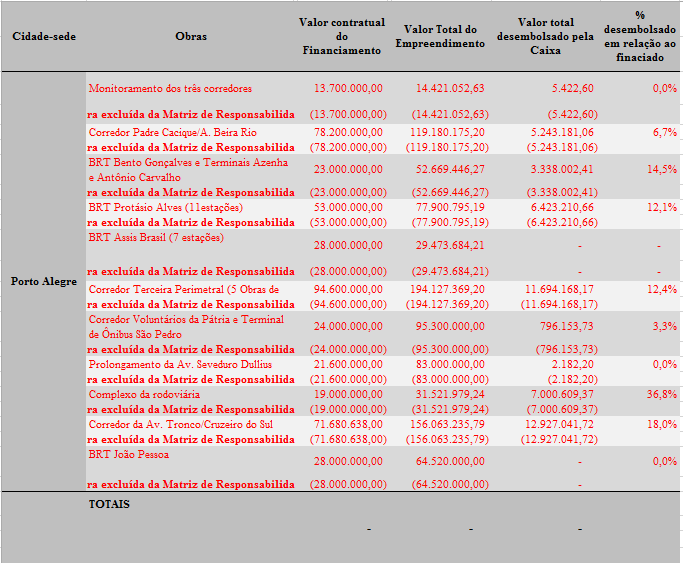 Cidade-sede Obras Valor contratual do Financiamento Valor Total do Empreendimento Valor total desembolsado pela Caixa % desembolsado em relação ao finaciado
Porto Alegre
Monitoramento dos três corredores 13.700.000,00 14.421.052,63 5.422,60 0,0%
ra excluída da Matriz de Responsabilida (13.700.000,00) (14.421.052,63) (5.422,60)
Corredor Padre Cacique/A. Beira Rio 78.200.000,00 119.180.175,20 5.243.181,06 6,7%
ra excluída da Matriz de Responsabilida (78.200.000,00) (119.180.175,20) (5.243.181,06)
BRT Bento Gonçalves e Terminais Azenha
e Antônio Carvalho 23.000.000,00 52.669.446,27 3.338.002,41 14,5%
ra excluída da Matriz de Responsabilida (23.000.000,00) (52.669.446,27) (3.338.002,41)
BRT Protásio Alves (11estações) 53.000.000,00 77.900.795,19 6.423.210,66 12,1%
ra excluída da Matriz de Responsabilida (53.000.000,00) (77.900.795,19) (6.423.210,66)
BRT Assis Brasil (7 estações) 28.000.000,00 29.473.684,21 - -
ra excluída da Matriz de Responsabilida (28.000.000,00) (29.473.684,21) - -
Corredor Terceira Perimetral (5 Obras de 94.600.000,00 194.127.369,20 11.694.168,17 12,4%
ra excluída da Matriz de Responsabilida (94.600.000,00) (194.127.369,20) (11.694.168,17)
Corredor Voluntários da Pátria e Terminal
de Ônibus São Pedro 24.000.000,00 95.300.000,00 796.153,73 3,3%
ra excluída da Matriz de Responsabilida (24.000.000,00) (95.300.000,00) (796.153,73)
Prolongamento da Av. Seveduro Dullius 21.600.000,00 83.000.000,00 2.182,20 0,0%
ra excluída da Matriz de Responsabilida (21.600.000,00) (83.000.000,00) (2.182,20)
Complexo da rodoviária 19.000.000,00 31.521.979,24 7.000.609,37 36,8%
ra excluída da Matriz de Responsabilida (19.000.000,00) (31.521.979,24) (7.000.609,37)
Corredor da Av. Tronco/Cruzeiro do Sul 71.680.638,00 156.063.235,79 12.927.041,72 18,0%
ra excluída da Matriz de Responsabilida (71.680.638,00) (156.063.235,79) (12.927.041,72)
BRT João Pessoa 28.000.000,00 64.520.000,00 - 0,0%
ra excluída da Matriz de Responsabilida (28.000.000,00) (64.520.000,00) -
TOTAIS
- - -